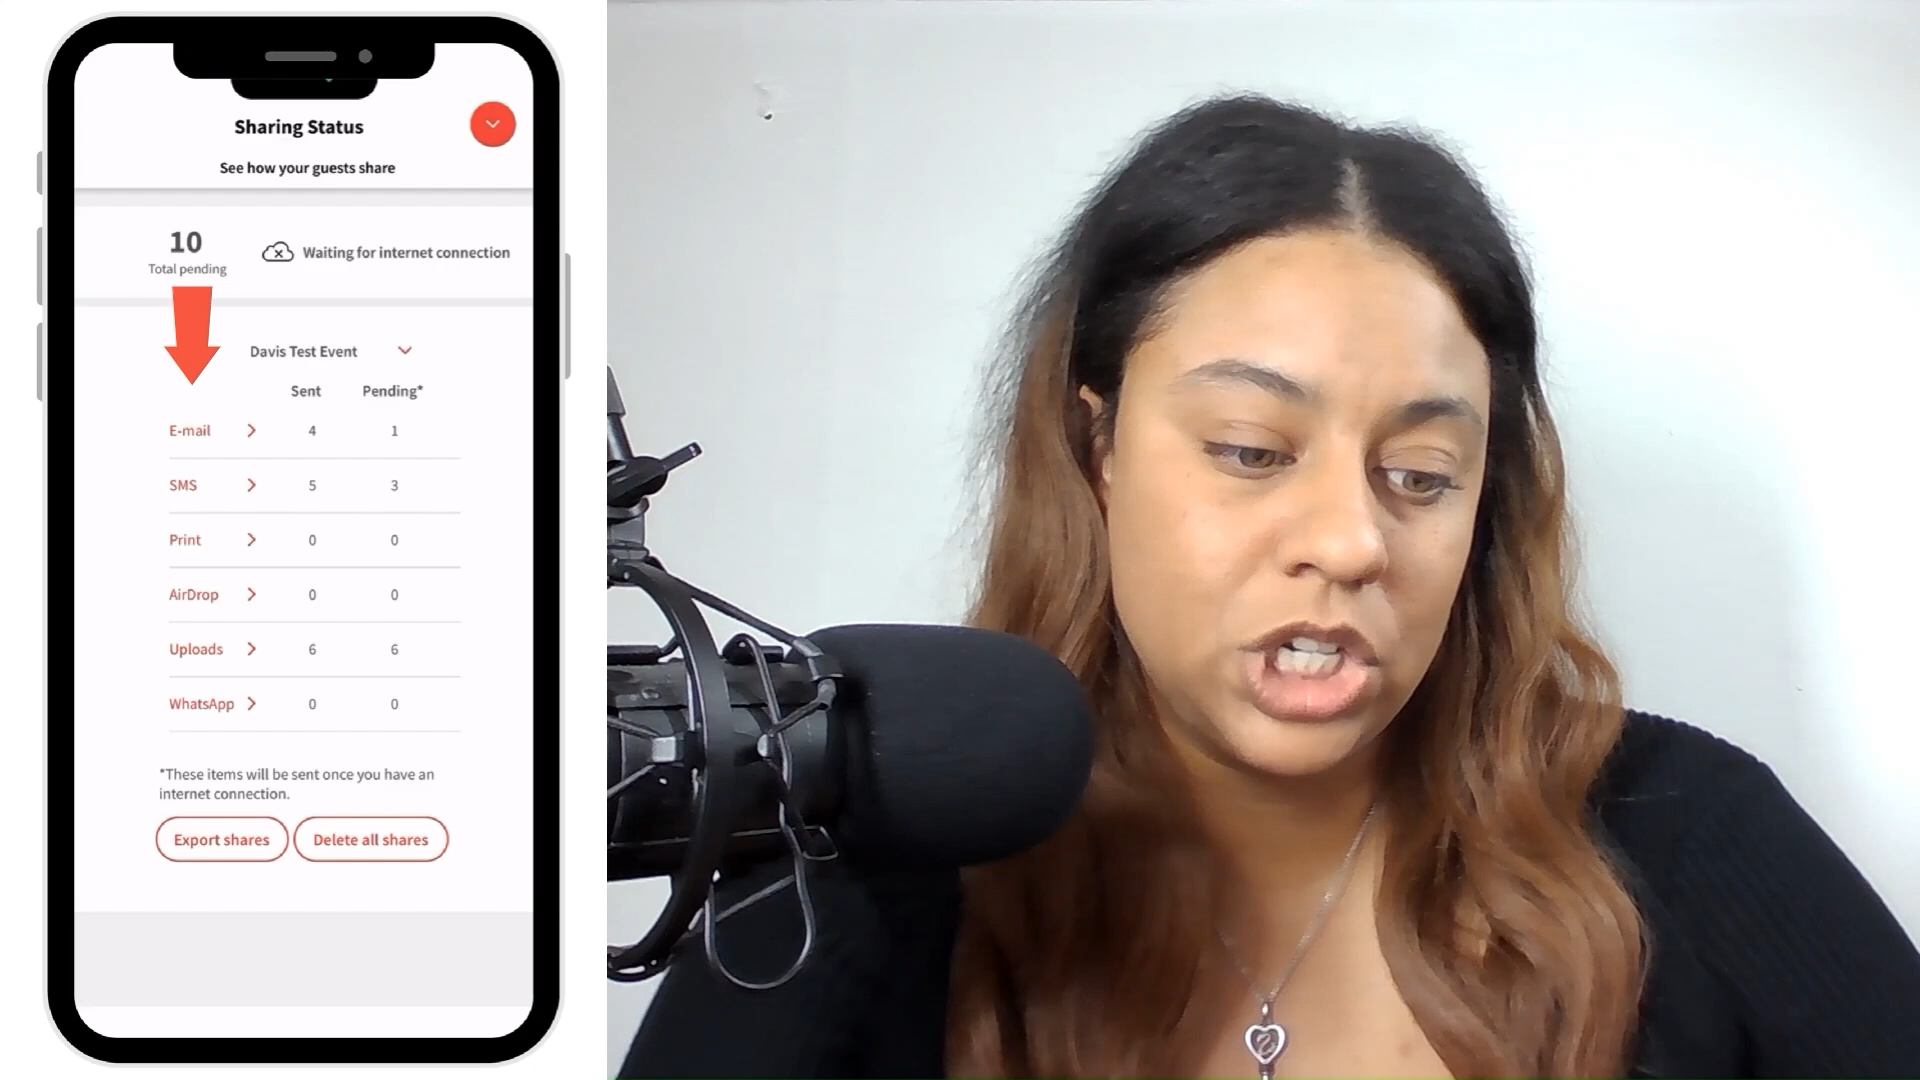 Sharing Status
See how your guests share
10
Total pending
Waiting for internet connection
Davis Test Event
Sent Pending*
E-mail 4 1
SMS 5 3
Print 0 0
AirDrop 0 0
Uploads 6 6
WhatsApp 0 0
*These items will be sent once you have an
internet connection.
Export shares Delete all shares